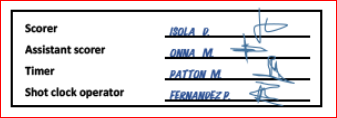 Scorer ISOLA D.
Assistant scorer ONNA M.
Timer PATTON M.
Shot clock operator FERNANDEZ P.